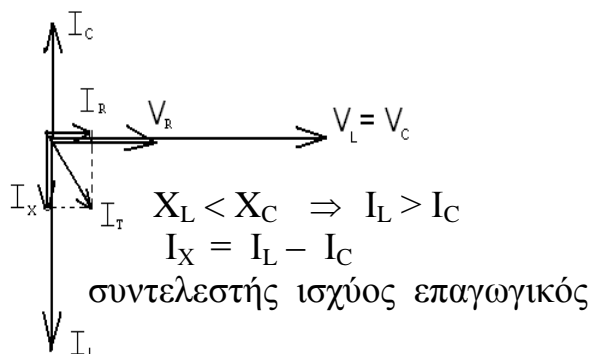 I_C
I_R
V_R
V_L = V_C
I_X
I_T
X_L < X_C ⇒ I_L > I_C
I_X = I_L – I_C
συντελεστής ισχύος επαγωγικός
I_L